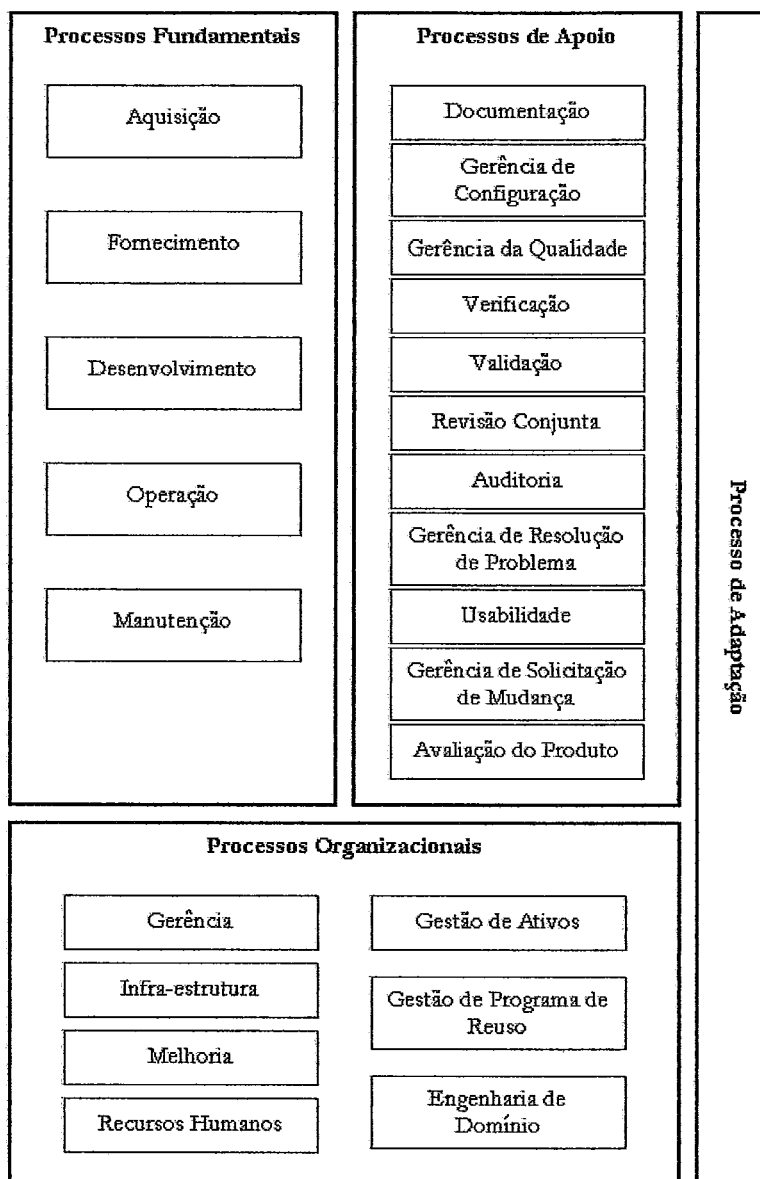 Processos Fundamentais
Aquisição
Fornecimento
Desenvolvimento
Operação
Manutenção
Processos de Apoio
Documentação
Gerência de
Configuração
Gerência da Qualidade
Verificação
Validação
Revisão Conjunta
Auditoria
Gerência de Resolução
de Problema
Usabilidade
Gerência de Solicitação
de Mudança
Avaliação do Produto
Processo de Adaptação
Processos Organizacionais
Gerência
Infra-estrutura
Melhoria
Recursos Humanos
Gestão de Ativos
Gestão de Programa de
Reuso
Engenharia de
Domínio